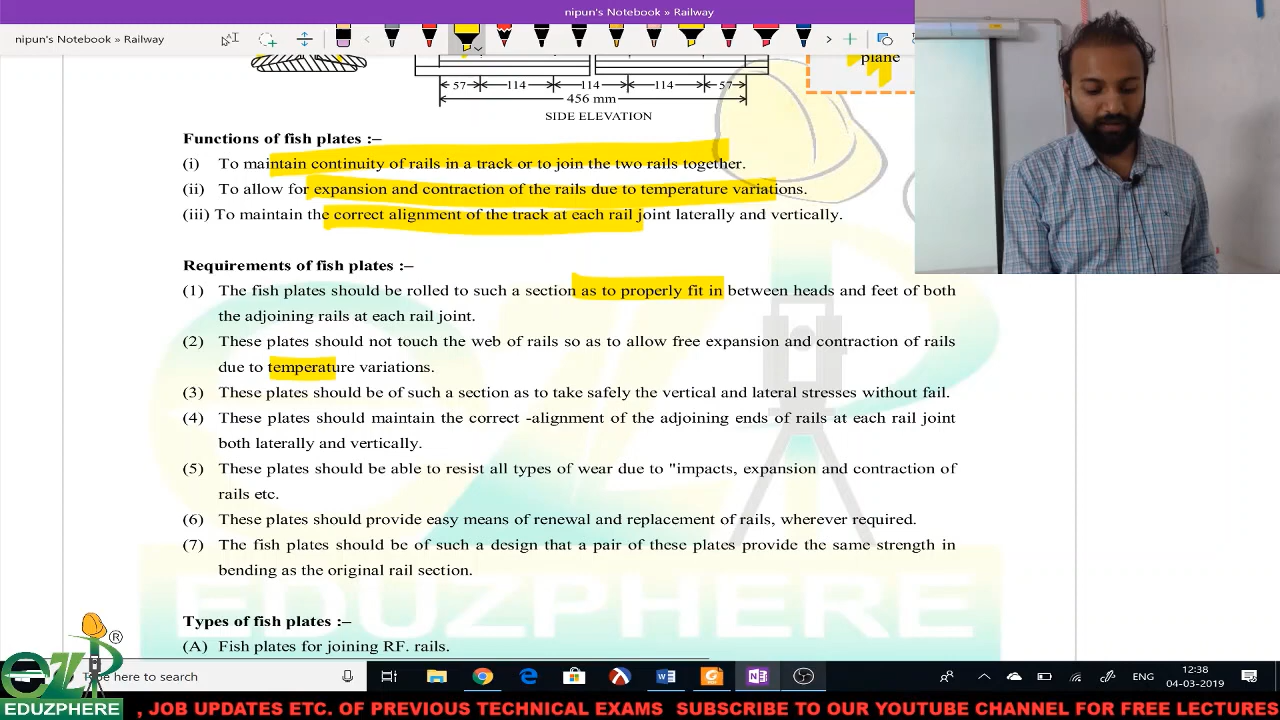 nipun's Notebook » Railway
nipun's Notebook » Railway
plane
57 114 114 114 57
456 mm
SIDE ELEVATION
Functions of fish plates :–
(i) To maintain continuity of rails in a track or to join the two rails together.
(ii) To allow for expansion and contraction of the rails due to temperature variations.
(iii) To maintain the correct alignment of the track at each rail joint laterally and vertically.
Requirements of fish plates :–
(1) The fish plates should be rolled to such a section as to properly fit in between heads and feet of both
the adjoining rails at each rail joint.
(2) These plates should not touch the web of rails so as to allow free expansion and contraction of rails
due to temperature variations.
(3) These plates should be of such a section as to take safely the vertical and lateral stresses without fail.
(4) These plates should maintain the correct -alignment of the adjoining ends of rails at each rail joint
both laterally and vertically.
(5) These plates should be able to resist all types of wear due to "impacts, expansion and contraction of
rails etc.
(6) These plates should provide easy means of renewal and replacement of rails, wherever required.
(7) The fish plates should be of such a design that a pair of these plates provide the same strength in
bending as the original rail section.
EDUZPHERE
Types of fish plates :–
(A) Fish plates for joining RF. rails.
®
ype here to search
ENG
12:38
04-03-2019
EDUZPHERE
, JOB UPDATES ETC. OF PREVIOUS TECHNICAL EXAMS SUBSCRIBE TO OUR YOUTUBE CHANNEL FOR FREE LECTURES